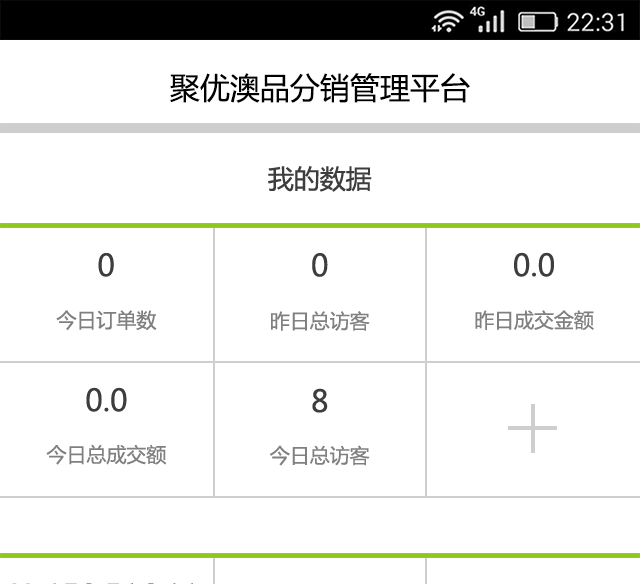 4G 22:31
聚优澳品分销管理平台
我的数据
0 0 0.0
今日订单数 昨日总访客 昨日成交金额
0.0 8
今日总成交额 今日总访客